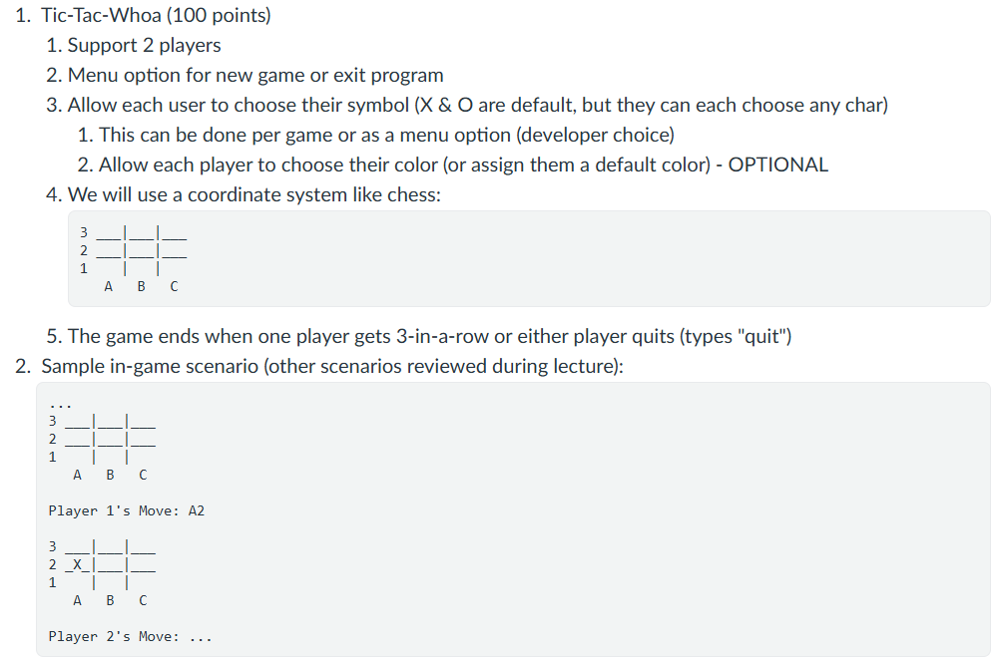 1. Tic-Tac-Whoa (100 points)
1. Support 2 players
2. Menu option for new game or exit program
3. Allow each user to choose their symbol (X & O are default, but they can each choose any char)
1. This can be done per game or as a menu option (developer choice)
2. Allow each player to choose their color (or assign them a default color) - OPTIONAL
4. We will use a coordinate system like chess:
3 ___|___|___
2 ___|___|___
1    |   |
   A   B   C
5. The game ends when one player gets 3-in-a-row or either player quits (types "quit")
2. Sample in-game scenario (other scenarios reviewed during lecture):
...
3 ___|___|___
2 ___|___|___
1    |   |
   A   B   C
Player 1's Move: A2
3 ___|___|___
2 _X_|___|___
1    |   |
   A   B   C
Player 2's Move: ...